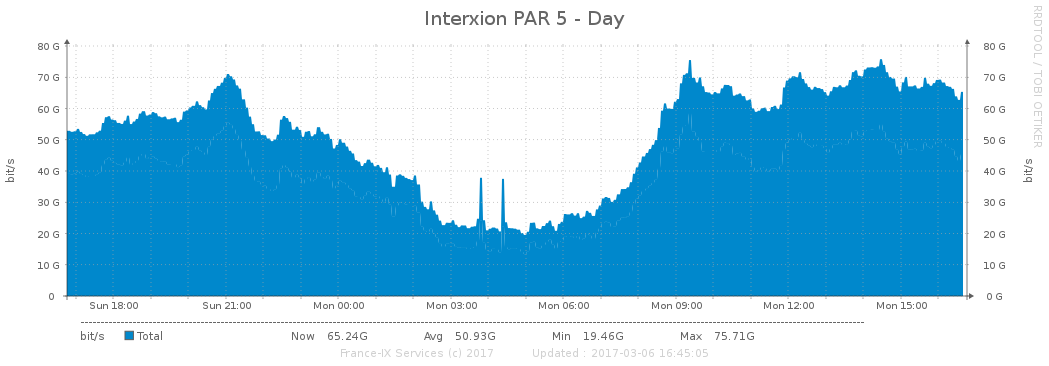 Interxion PAR 5 - Day
RRDTOOL / TOBI OETIKER
80 G 80 G
70 G 70 G
60 G 60 G
50 G 50 G
40 G 40 G
30 G 30 G
20 G 20 G
10 G 10 G
0 0 G
bit/s
bit/s
Sun 18:00 Sun 21:00 Mon 00:00 Mon 03:00 Mon 06:00 Mon 09:00 Mon 12:00 Mon 15:00
bit/s Total Now 65.24G Avg 50.93G Min 19.46G Max 75.71G
France-IX Services (c) 2017 Updated : 2017-03-06 16:45:05